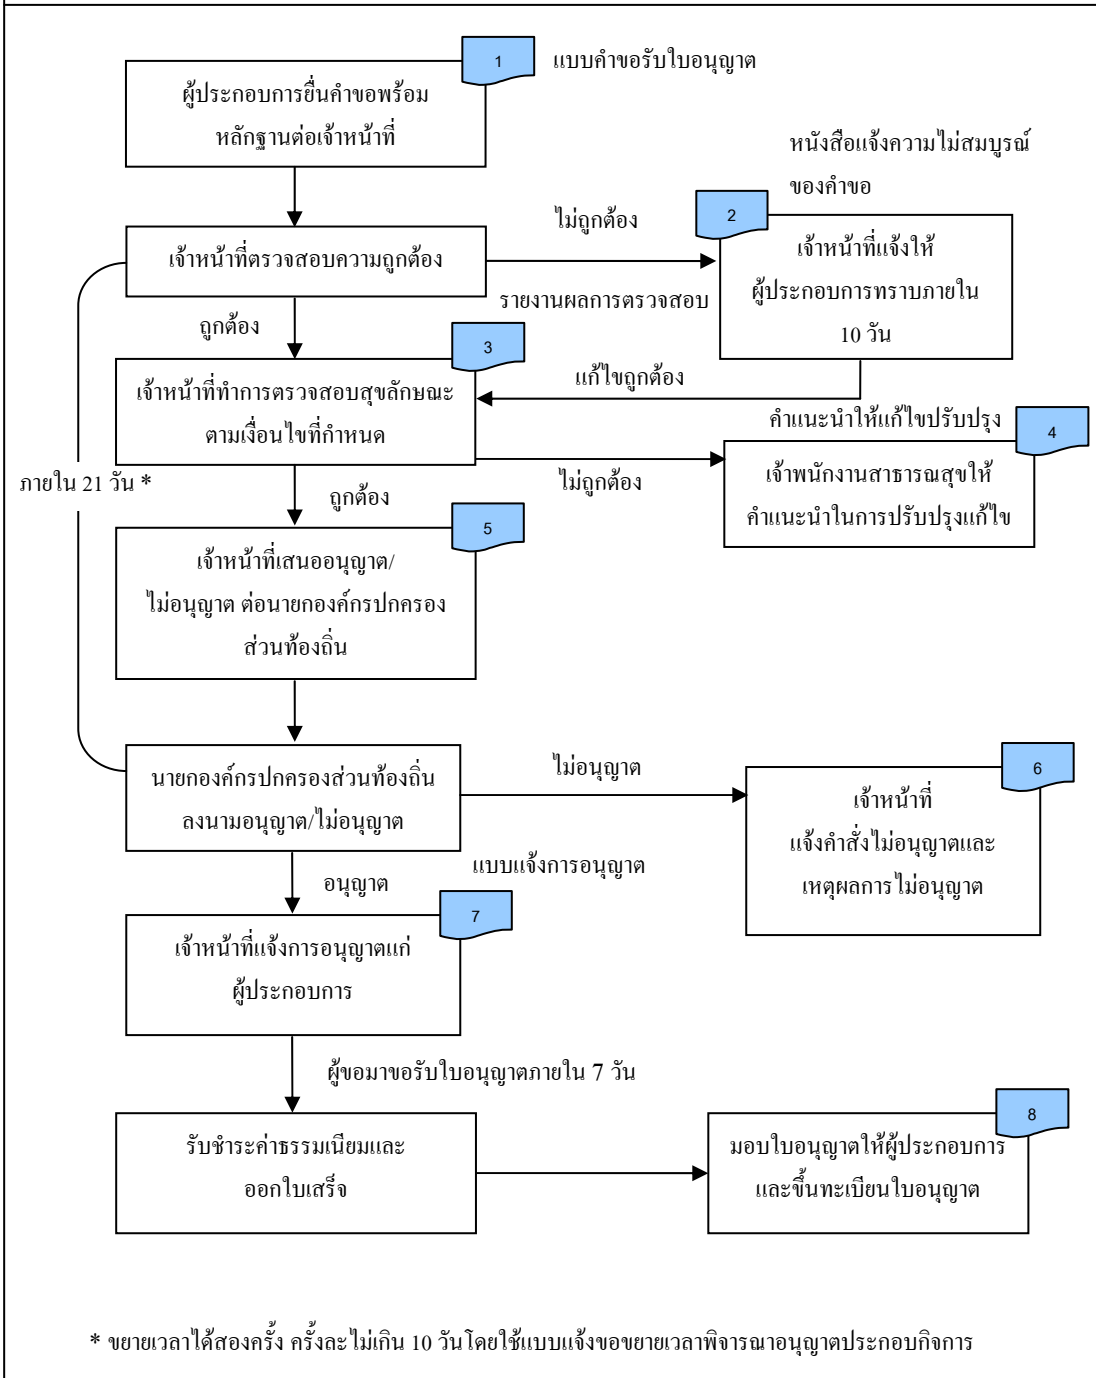 1
แบบคำขอรับใบอนุญาต
ผู้ประกอบการยื่นคำขอพร้อม
หลักฐานต่อเจ้าหน้าที่
หนังสือแจ้งความไม่สมบูรณ์
ของคำขอ
ไม่ถูกต้อง
2
เจ้าหน้าที่ตรวจสอบความถูกต้อง
เจ้าหน้าที่แจ้งให้
ผู้ประกอบการทราบภายใน
10 วัน
รายงานผลการตรวจสอบ
ถูกต้อง
3
แก้ไขถูกต้อง
เจ้าหน้าที่ทำการตรวจสอบสุขลักษณะ
ตามเงื่อนไขที่กำหนด
คำแนะนำให้แก้ไขปรับปรุง
4
ไม่ถูกต้อง
เจ้าพนักงานสาธารณสุขให้
คำแนะนำในการปรับปรุงแก้ไข
ภายใน 21 วัน *
ถูกต้อง
5
เจ้าหน้าที่เสนออนุญาต/
ไม่อนุญาต ต่อนายกองค์กรปกครอง
ส่วนท้องถิ่น
นายกองค์กรปกครองส่วนท้องถิ่น
ลงนามอนุญาต/ไม่อนุญาต
ไม่อนุญาต
6
เจ้าหน้าที่
แจ้งคำสั่งไม่อนุญาตและ
เหตุผลการไม่อนุญาต
แบบแจ้งการอนุญาต
อนุญาต
7
เจ้าหน้าที่แจ้งการอนุญาตแก่
ผู้ประกอบการ
ผู้ขอมาขอรับใบอนุญาตภายใน 7 วัน
รับชำระค่าธรรมเนียมและ
ออกใบเสร็จ
8
มอบใบอนุญาตให้ผู้ประกอบการ
และขึ้นทะเบียนใบอนุญาต
* ขยายเวลาได้สองครั้ง ครั้งละไม่เกิน 10 วันโดยใช้แบบแจ้งขอขยายเวลาพิจารณาอนุญาตประกอบกิจการ